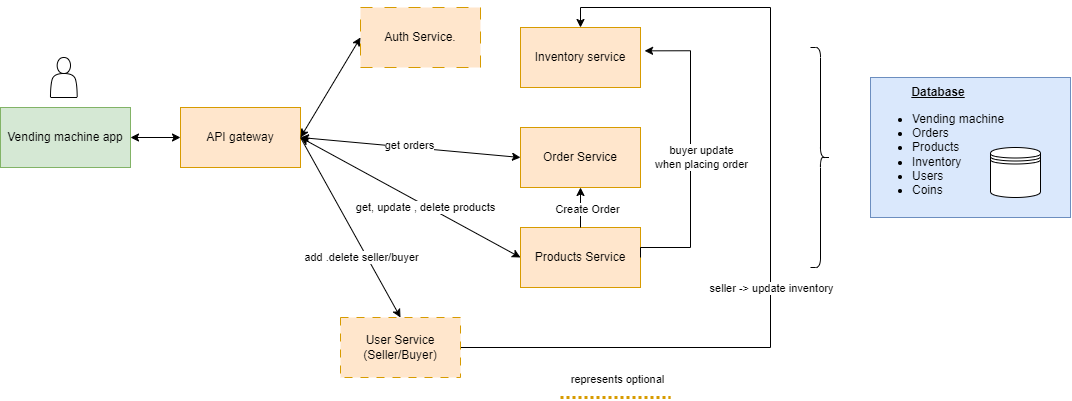 Auth Service.
Inventory service
Vending machine app
API gateway
get orders
Order Service
buyer update
when placing order
get, update , delete products
Create Order
Products Service
add .delete seller/buyer
seller -> update inventory
User Service
(Seller/Buyer)
represents optional
Database
Vending machine
Orders
Products
Inventory
Users
Coins